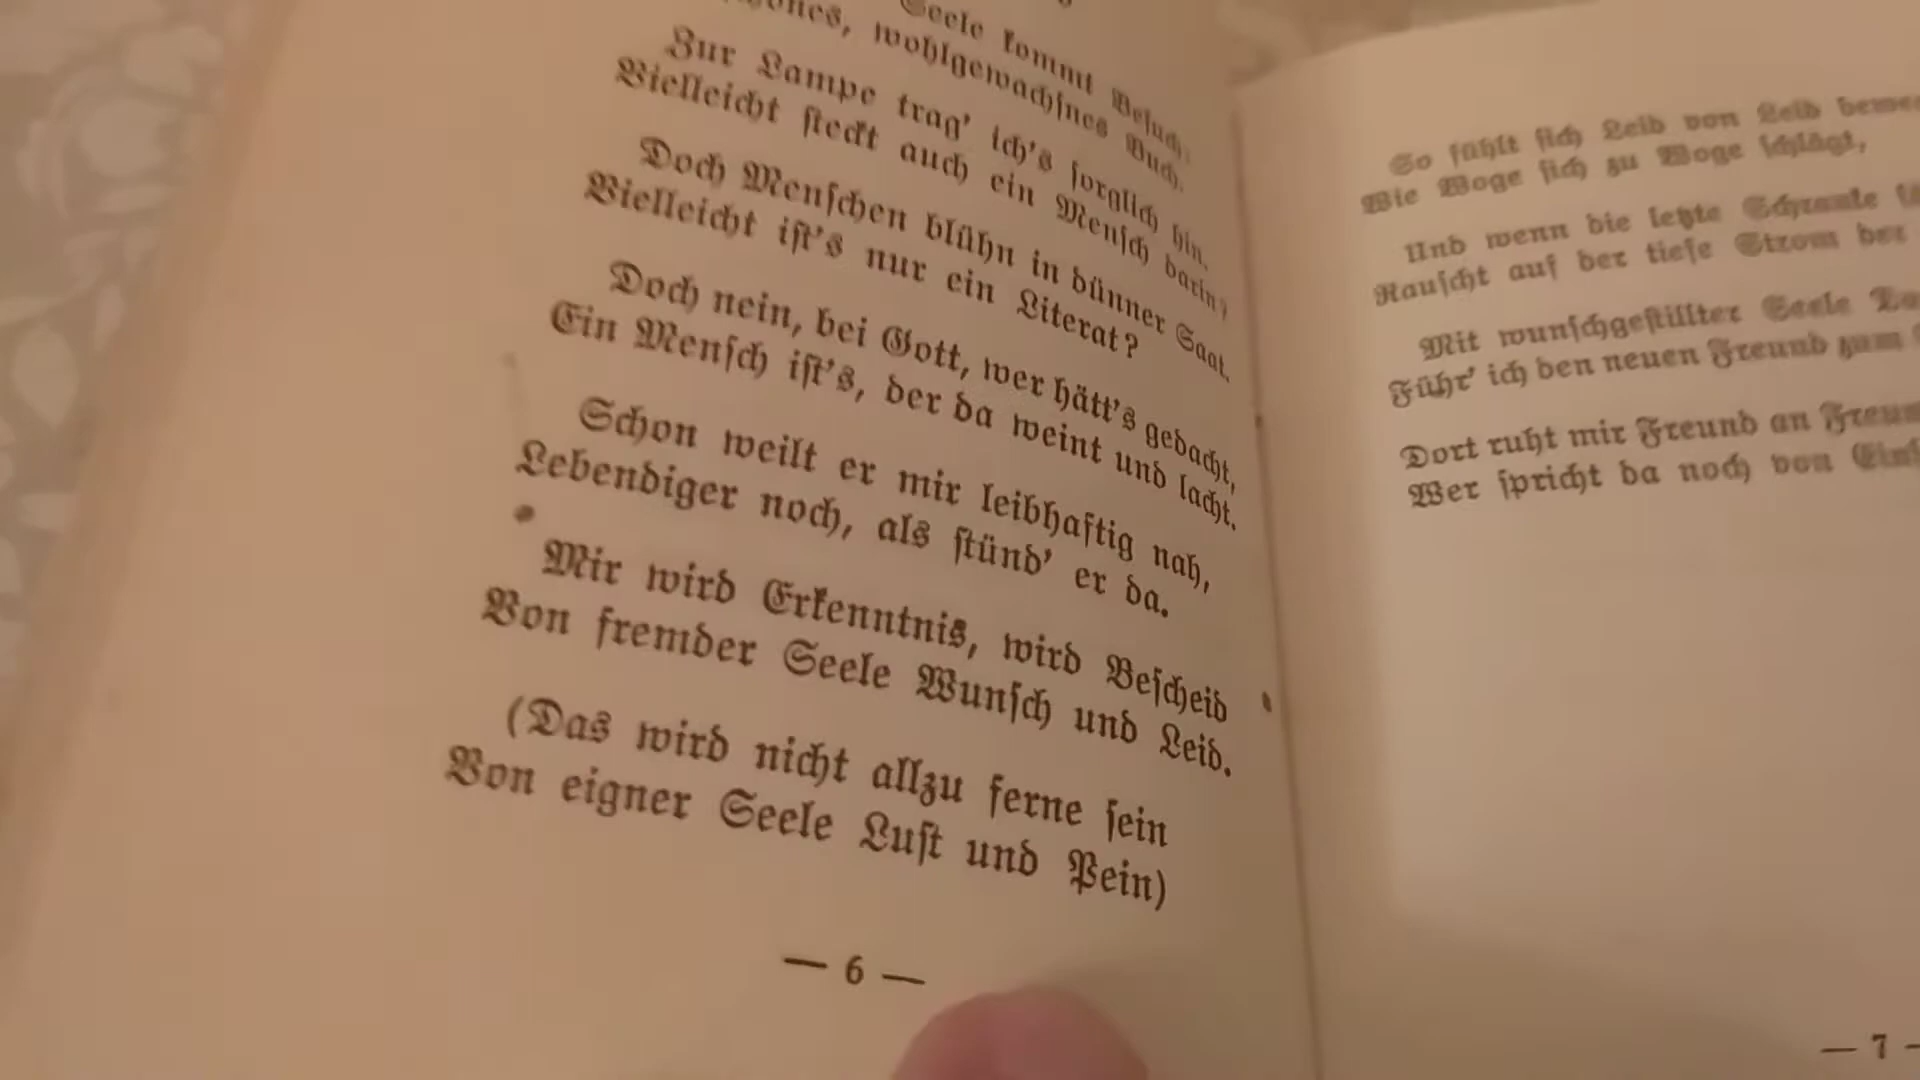 Seele kommt Besuch:
wohlgewachsnes Buch.
Zur Lampe trag' ich's sorglich hin.
Vielleicht steckt auch ein Mensch darin?
Doch Menschen blühn in dünner Saat.
Vielleicht ist's nur ein Literat?
Doch nein, bei Gott, wer hätt's gedacht,
Ein Mensch ist's, der da weint und lacht.
Schon weilt er mir leibhaftig nah,
Lebendiger noch, als stünd' er da.
Mir wird Erkenntnis, wird Bescheid
Von fremder Seele Wunsch und Leid.
(Das wird nicht allzu ferne sein
Von eigner Seele Lust und Pein)
— 6 —
So fühlt sich Leib von Leib
Wie Woge sich zu Woge schlägt,
Und wenn die letzte Schranke
Rauscht auf der tiefe Strom der
Mit wunschgestillter Seele
Führ' ich den neuen Freund zum
Dort ruht mir Freund an
Wer spricht da noch von
— 7 —